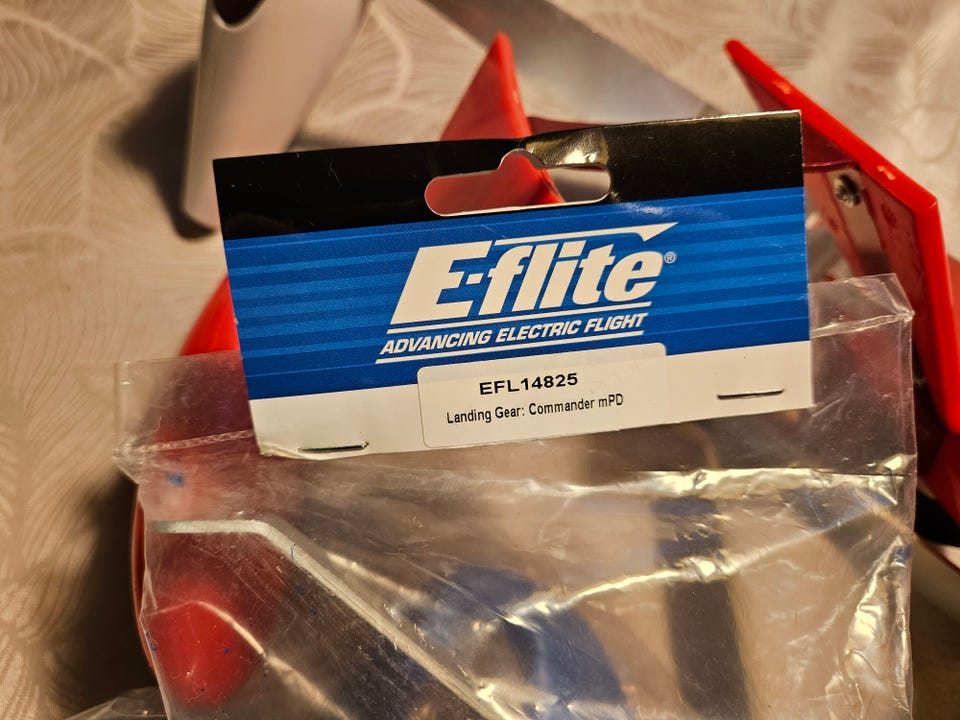 E-flite®
ADVANCING ELECTRIC FLIGHT
EFL14825
Landing Gear: Commander mPD